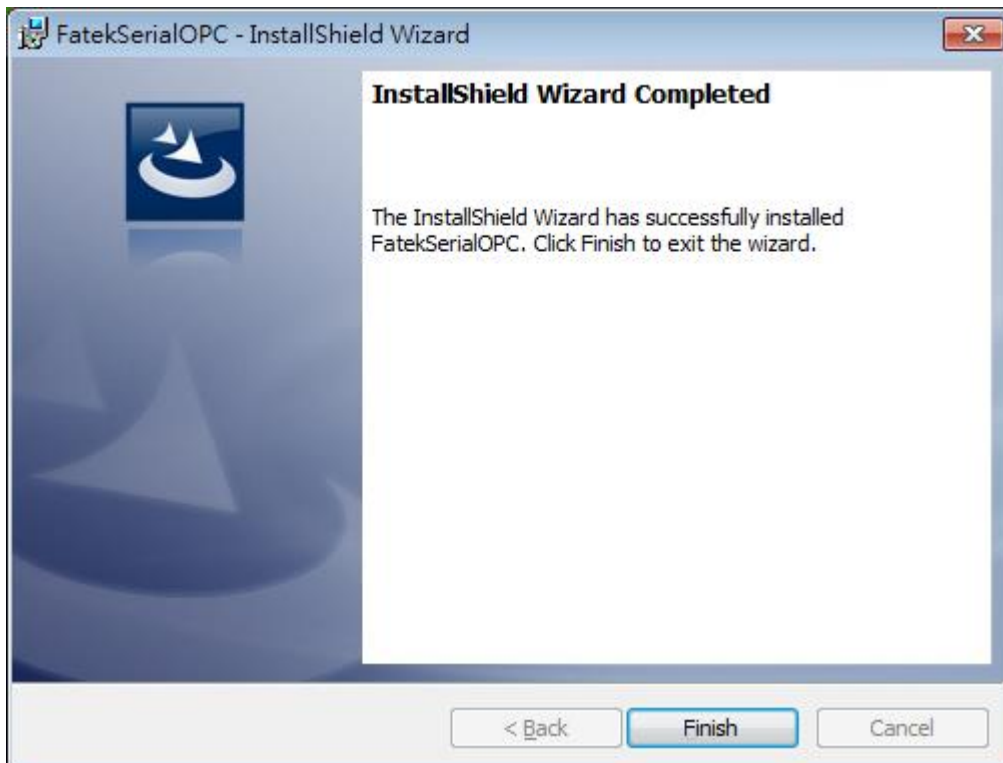 FatekSerialOPC - InstallShield Wizard
InstallShield Wizard Completed
The InstallShield Wizard has successfully installed
FatekSerialOPC. Click Finish to exit the wizard.
< Back
Finish
Cancel